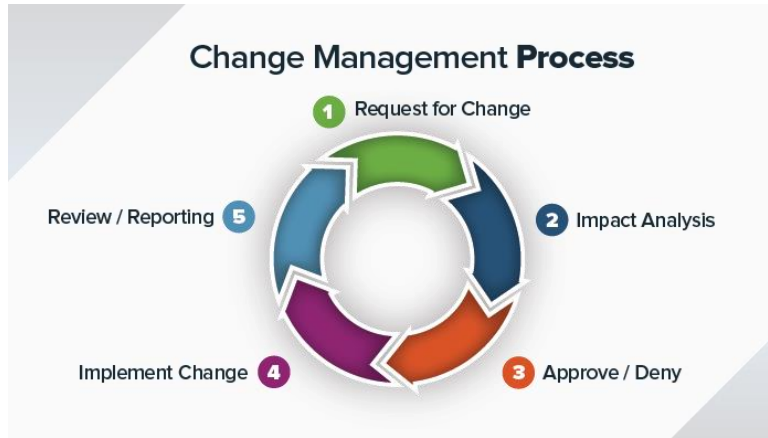 Change Management Process
1 Request for Change
2 Impact Analysis
3 Approve / Deny
Implement Change 4
Review / Reporting 5